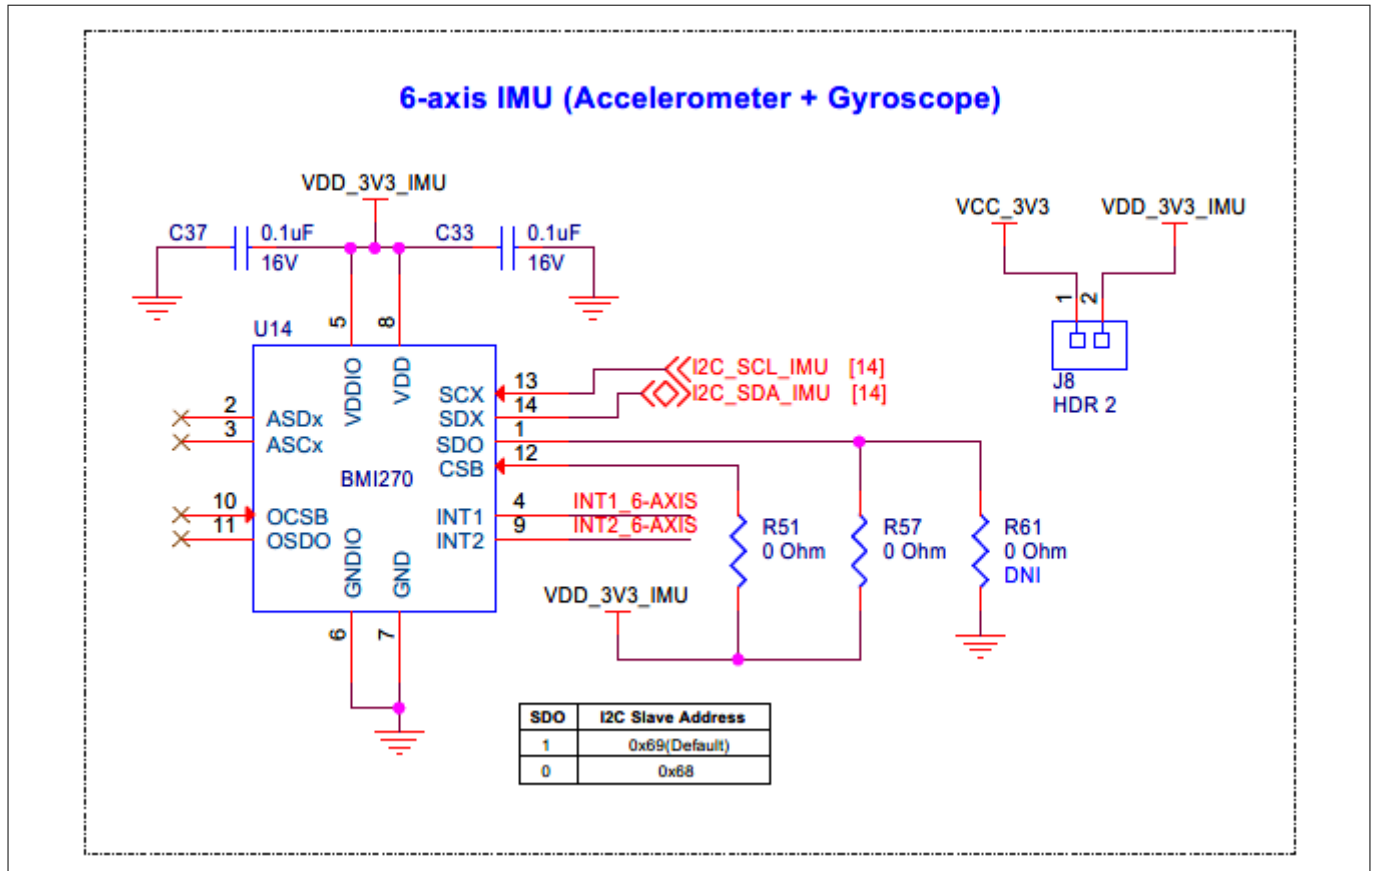 6-axis IMU (Accelerometer + Gyroscope)
VDD_3V3_IMU
C37
0.1uF
16V
C33
0.1uF
16V
VCC_3V3
VDD_3V3_IMU
1
2
J8
HDR 2
U14
5
8
VDDIO
VDD
2
ASDx
3
ASCx
10
OCSB
11
OSDO
BMI270
SCX
13
SDX
14
SDO
1
CSB
12
INT1
4
INT2
9
GNDIO
GND
6
7
I2C_SCL_IMU [14]
I2C_SDA_IMU [14]
INT1_6-AXIS
INT2_6-AXIS
R51
0 Ohm
R57
0 Ohm
R61
0 Ohm
DNI
VDD_3V3_IMU
SDO I2C Slave Address
1 0x69(Default)
0 0x68